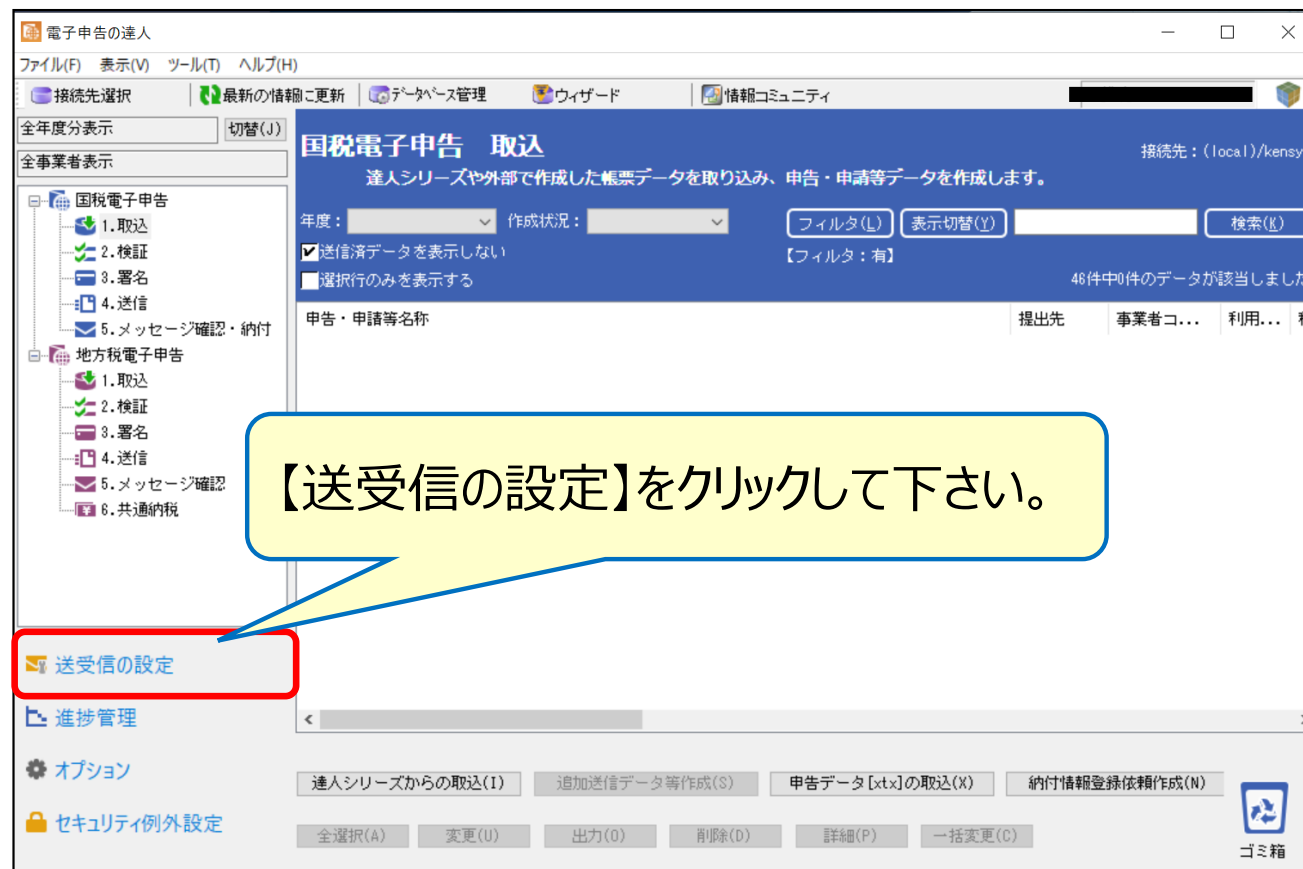 電子申告の達人
ファイル(F) 表示(V) ツール(T) ヘルプ(H)
接続先選択 最新の情報に更新 データベース管理 ウィザード 情報コミュニティ
全年度分表示 切替(J)
全事業者表示
国税電子申告
1.取込
2.検証
3.署名
4.送信
5.メッセージ確認・納付
地方税電子申告
1.取込
2.検証
3.署名
4.送信
5.メッセージ確認
6.共通納税
送受信の設定
進捗管理
オプション
セキュリティ例外設定
国税電子申告 取込
接続先：(local)/kensy
達人シリーズや外部で作成した帳票データを取り込み、申告・申請等データを作成します。
年度： 作成状況： フィルタ(L) 表示切替(Y) 検索(K)
送信済データを表示しない 【フィルタ：有】
選択行のみを表示する 46件中0件のデータが該当しました
申告・申請等名称 提出先 事業者コ... 利用...
【送受信の設定】をクリックして下さい。
達人シリーズからの取込(I) 追加送信データ等作成(S) 申告データ[xtx]の取込(X) 納付情報登録依頼作成(N)
全選択(A) 変更(U) 出力(O) 削除(D) 詳細(P) 一括変更(C)
ゴミ箱